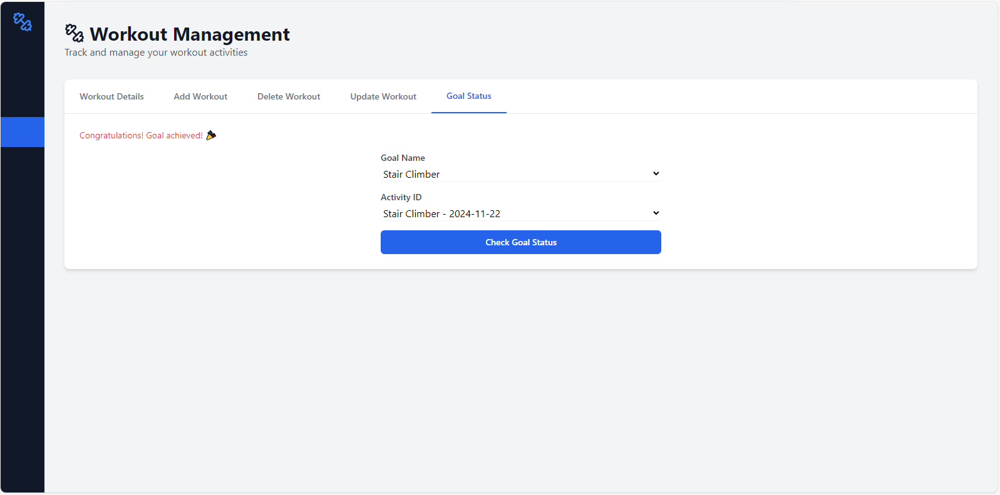 Workout Management
Track and manage your workout activities
Workout Details
Add Workout
Delete Workout
Update Workout
Goal Status
Congratulations! Goal achieved! 🎉
Goal Name
Stair Climber
Activity ID
Stair Climber - 2024-11-22
Check Goal Status